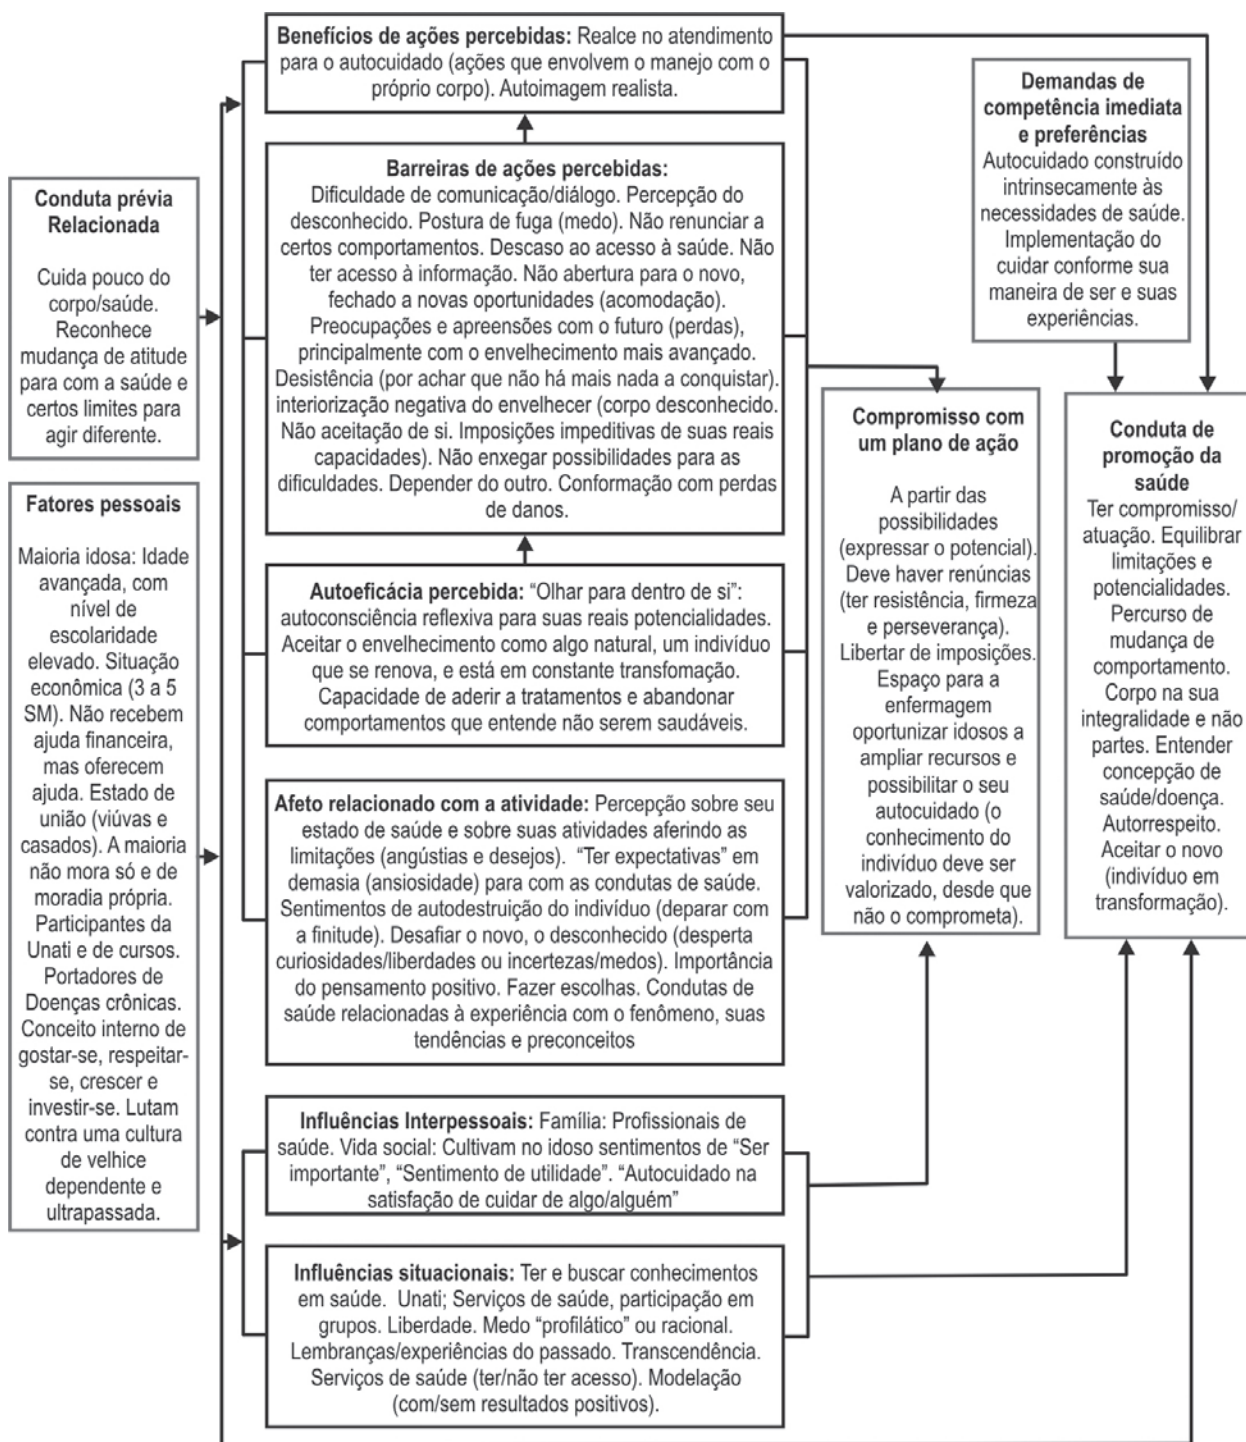 Conduta prévia
Relacionada
Cuida pouco do
corpo/saúde.
Reconhece
mudança de atitude
para com a saúde e
certos limites para
agir diferente.
Fatores pessoais
Maioria idosa: Idade
avançada, com
nível de
escolaridade
elevado. Situação
econômica (3 a 5
SM). Não recebem
ajuda financeira,
mas oferecem
ajuda. Estado de
união (viúvas e
casados). A maioria
não mora só e de
moradia própria.
Participantes da
Unati e de cursos.
Portadores de
Doenças crônicas.
Conceito interno de
gostar-se, respeitar-
se, crescer e
investir-se. Lutam
contra uma cultura
de velhice
dependente e
ultrapassada.
Benefícios de ações percebidas: Realce no atendimento
para o autocuidado (ações que envolvem o manejo com o
próprio corpo). Autoimagem realista.
Barreiras de ações percebidas:
Dificuldade de comunicação/diálogo. Percepção do
desconhecido. Postura de fuga (medo). Não renunciar a
certos comportamentos. Descaso ao acesso à saúde. Não
ter acesso à informação. Não abertura para o novo,
fechado a novas oportunidades (acomodação).
Preocupações e apreensões com o futuro (perdas),
principalmente com o envelhecimento mais avançado.
Desistência (por achar que não há mais nada a conquistar).
interiorização negativa do envelhecer (corpo desconhecido.
Não aceitação de si. Imposições impeditivas de suas reais
capacidades). Não enxegar possibilidades para as
dificuldades. Depender do outro. Conformação com perdas
de danos.
Autoeficácia percebida: “Olhar para dentro de si”:
autoconsciência reflexiva para suas reais potencialidades.
Aceitar o envelhecimento como algo natural, um indivíduo
que se renova, e está em constante transfomação.
Capacidade de aderir a tratamentos e abandonar
comportamentos que entende não serem saudáveis.
Afeto relacionado com a atividade: Percepção sobre seu
estado de saúde e sobre suas atividades aferindo as
limitações (angústias e desejos). “Ter expectativas” em
demasia (ansiosidade) para com as condutas de saúde.
Sentimentos de autodestruição do indivíduo (deparar com
a finitude). Desafiar o novo, o desconhecido (desperta
curiosidades/liberdades ou incertezas/medos). Importância
do pensamento positivo. Fazer escolhas. Condutas de
saúde relacionadas à experiência com o fenômeno, suas
tendências e preconceitos
Influências Interpessoais: Família: Profissionais de
saúde. Vida social: Cultivam no idoso sentimentos de “Ser
importante”, “Sentimento de utilidade”. “Autocuidado na
satisfação de cuidar de algo/alguém”
Influências situacionais: Ter e buscar conhecimentos
em saúde. Unati; Serviços de saúde, participação em
grupos. Liberdade. Medo “profilático” ou racional.
Lembranças/experiências do passado. Transcendência.
Serviços de saúde (ter/não ter acesso). Modelação
(com/sem resultados positivos).
Compromisso com
um plano de ação
A partir das
possibilidades
(expressar o potencial).
Deve haver renúncias
(ter resistência, firmeza
e perseverança).
Libertar de imposições.
Espaço para a
enfermagem
oportunizar idosos a
ampliar recursos e
possibilitar o seu
autocuidado (o
conhecimento do
indivíduo deve ser
valorizado, desde que
não o comprometa).
Demandas de
competência imediata
e preferências
Autocuidado construído
intrinsecamente às
necessidades de saúde.
Implementação do
cuidar conforme sua
maneira de ser e suas
experiências.
Conduta de
promoção da
saúde
Ter compromisso/
atuação. Equilibrar
limitações e
potencialidades.
Percurso de
mudança de
comportamento.
Corpo na sua
integralidade e não
partes. Entender
concepção de
saúde/doença.
Autorrespeito.
Aceitar o novo
(indivíduo em
transformação).